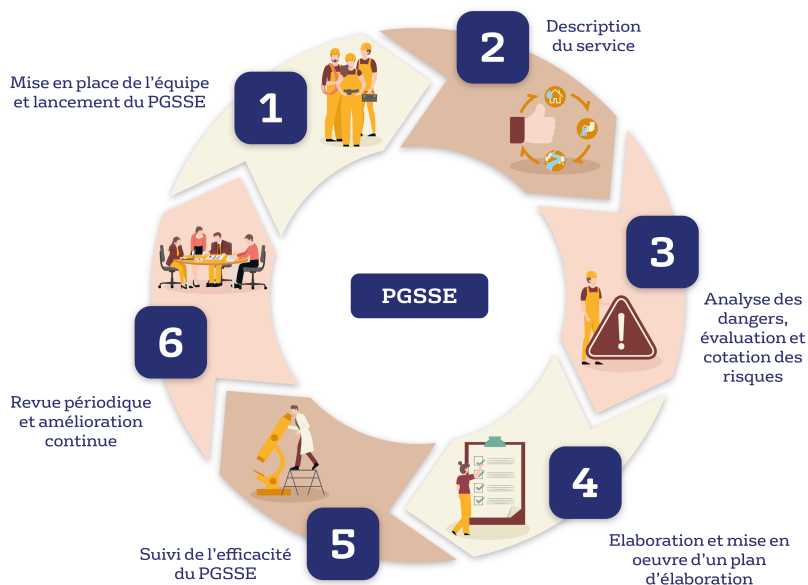 1
Mise en place de l'équipe
et lancement du PGSSE
2
Description
du service
3
Analyse des
dangers,
évaluation et
cotation des
risques
4
Elaboration et mise en
oeuvre d'un plan
d'élaboration
5
Suivi de l'efficacité
du PGSSE
6
Revue périodique
et amélioration
continue
PGSSE
!